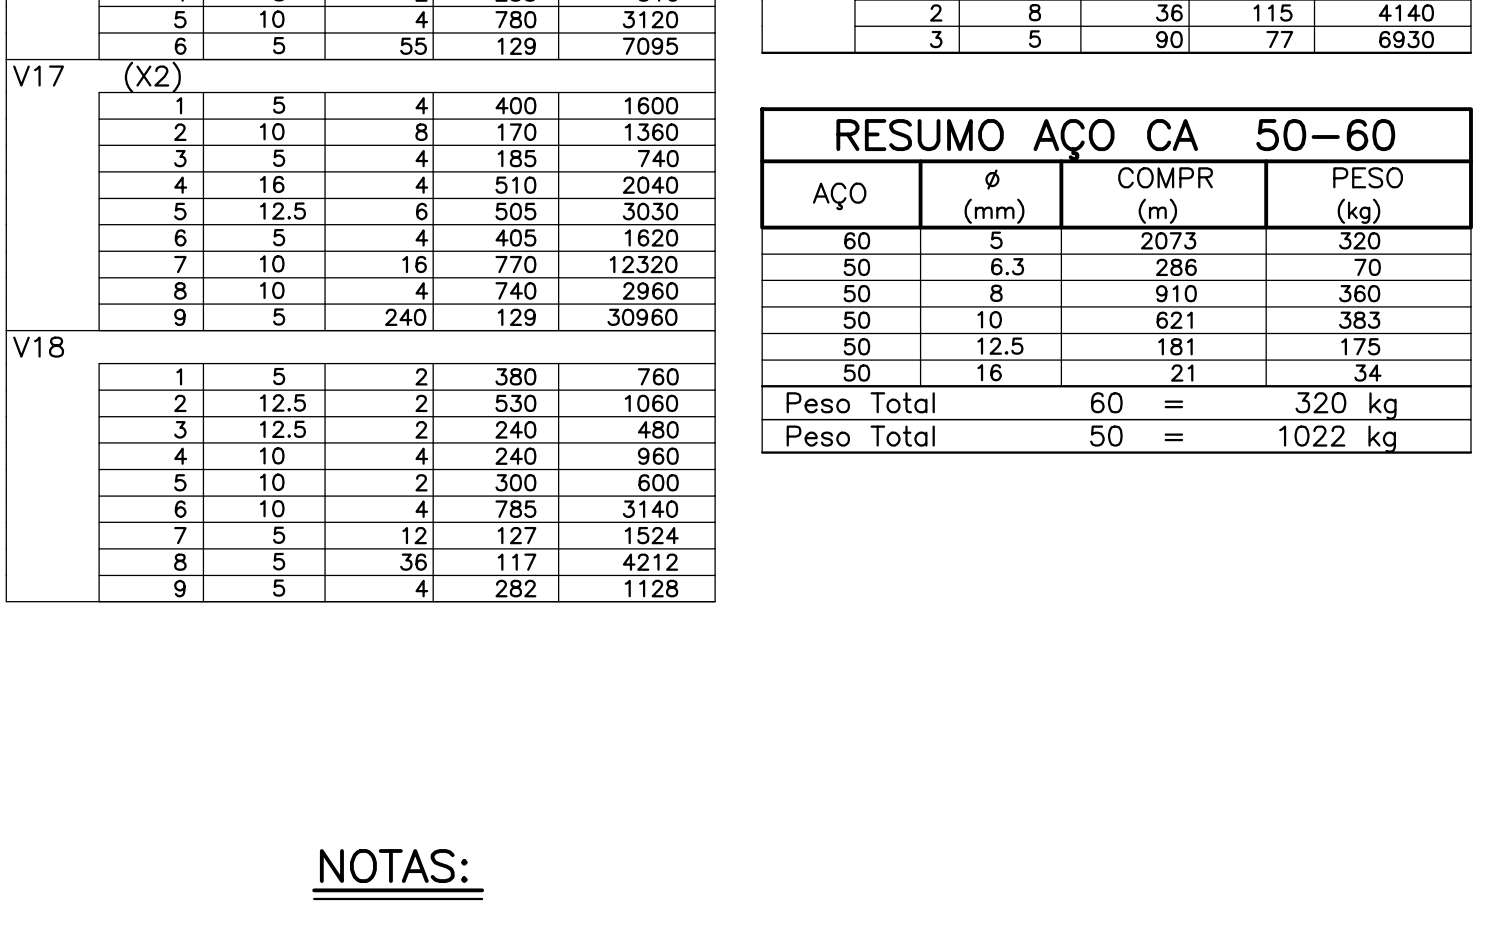 5 10 4 780 3120
6 5 55 129 7095
V17 (X2)
1 5 4 400 1600
2 10 8 170 1360
3 5 4 185 740
4 16 4 510 2040
5 12.5 6 505 3030
6 5 4 405 1620
7 10 16 770 12320
8 10 4 740 2960
9 5 240 129 30960
V18
1 5 2 380 760
2 12.5 2 530 1060
3 12.5 2 240 480
4 10 4 240 960
5 10 2 300 600
6 10 4 785 3140
7 5 12 127 1524
8 5 36 117 4212
9 5 4 282 1128
NOTAS:
2 8 36 115 4140
3 5 90 77 6930
RESUMO AÇO CA 50-60
AÇO Ø COMPR PESO
(mm) (m) (kg)
60 5 2073 320
50 6.3 286 70
50 8 910 360
50 10 621 383
50 12.5 181 175
50 16 21 34
Peso Total 60 = 320 kg
Peso Total 50 = 1022 kg